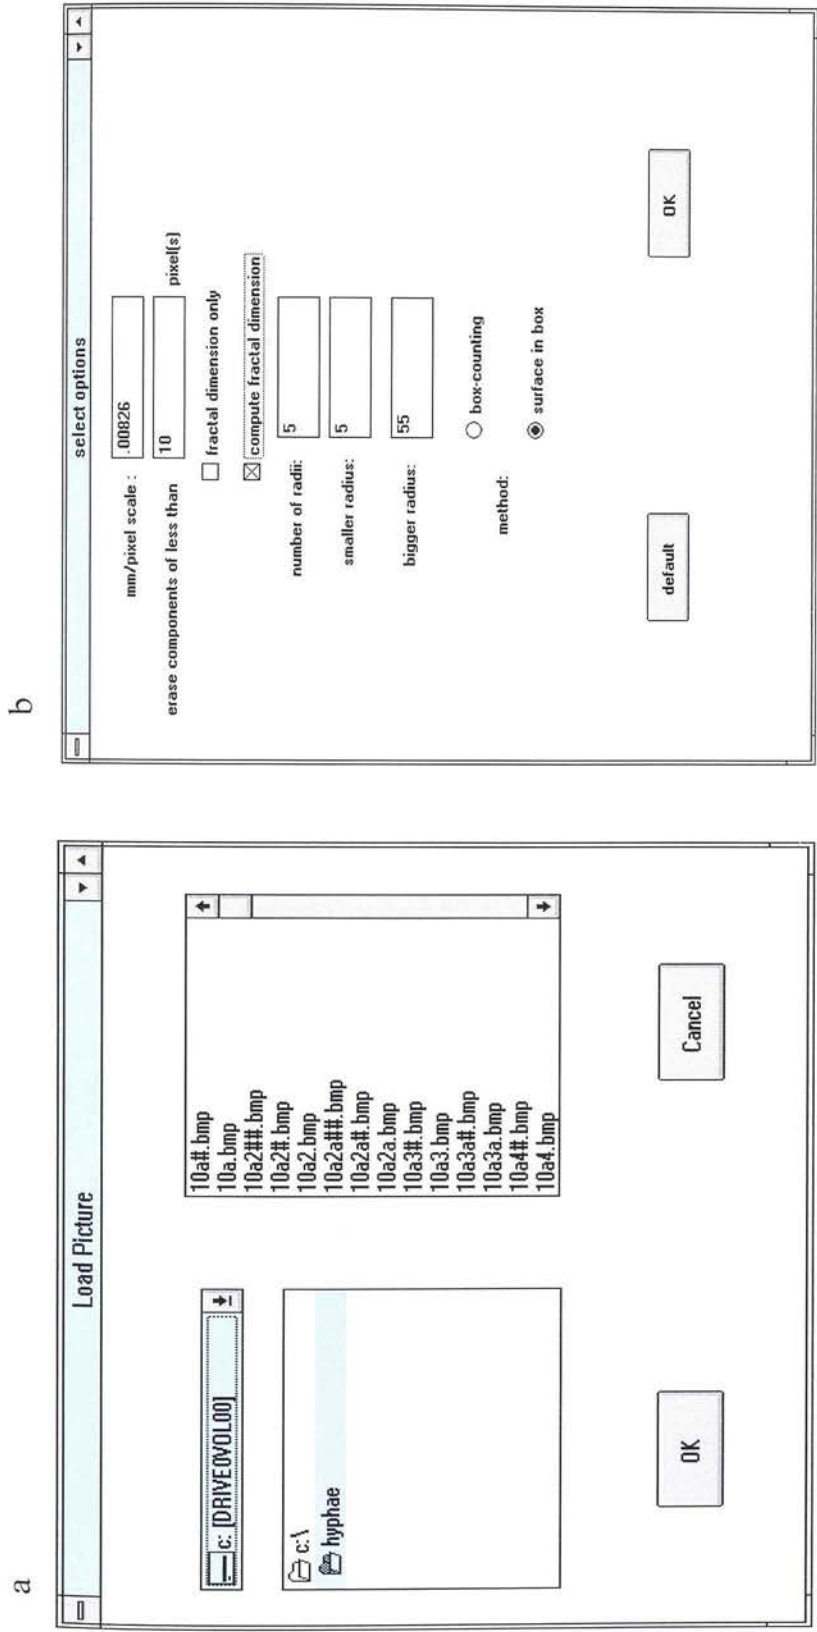 a
Load Picture
c: [DRIVE0VOL00]
c:\
hyphae
10a#.bmp
10a.bmp
10a2##.bmp
10a2#.bmp
10a2.bmp
10a2a##.bmp
10a2a#.bmp
10a2a.bmp
10a3#.bmp
10a3.bmp
10a3a#.bmp
10a3a.bmp
10a4#.bmp
10a4.bmp
OK
Cancel
b
select options
mm/pixel scale : .00826
erase components of less than 10 pixel(s)
fractal dimension only
compute fractal dimension
number of radii: 5
smaller radius: 5
bigger radius: 55
box-counting
method:
surface in box
default
OK